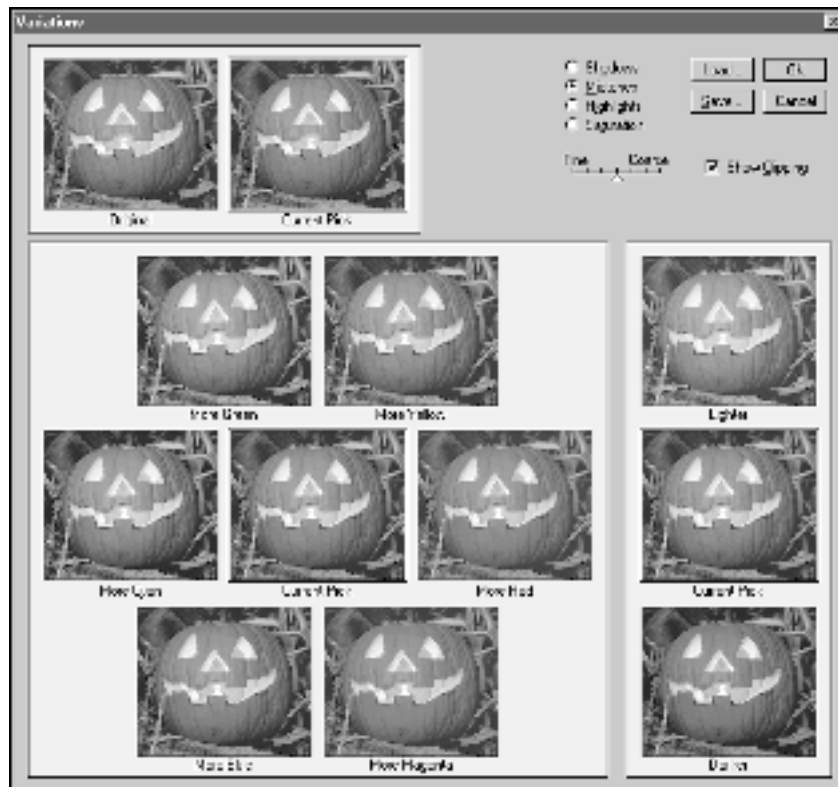 Variations
Shadows
Midtones
Highlights
Saturation
Load...
Ok
Save...
Cancel
Fine
Coarse
Show Clipping
Original
Current Pick
More Green
More Yellow
Lighter
More Cyan
Current Pick
More Red
Current Pick
More Blue
More Magenta
Darker